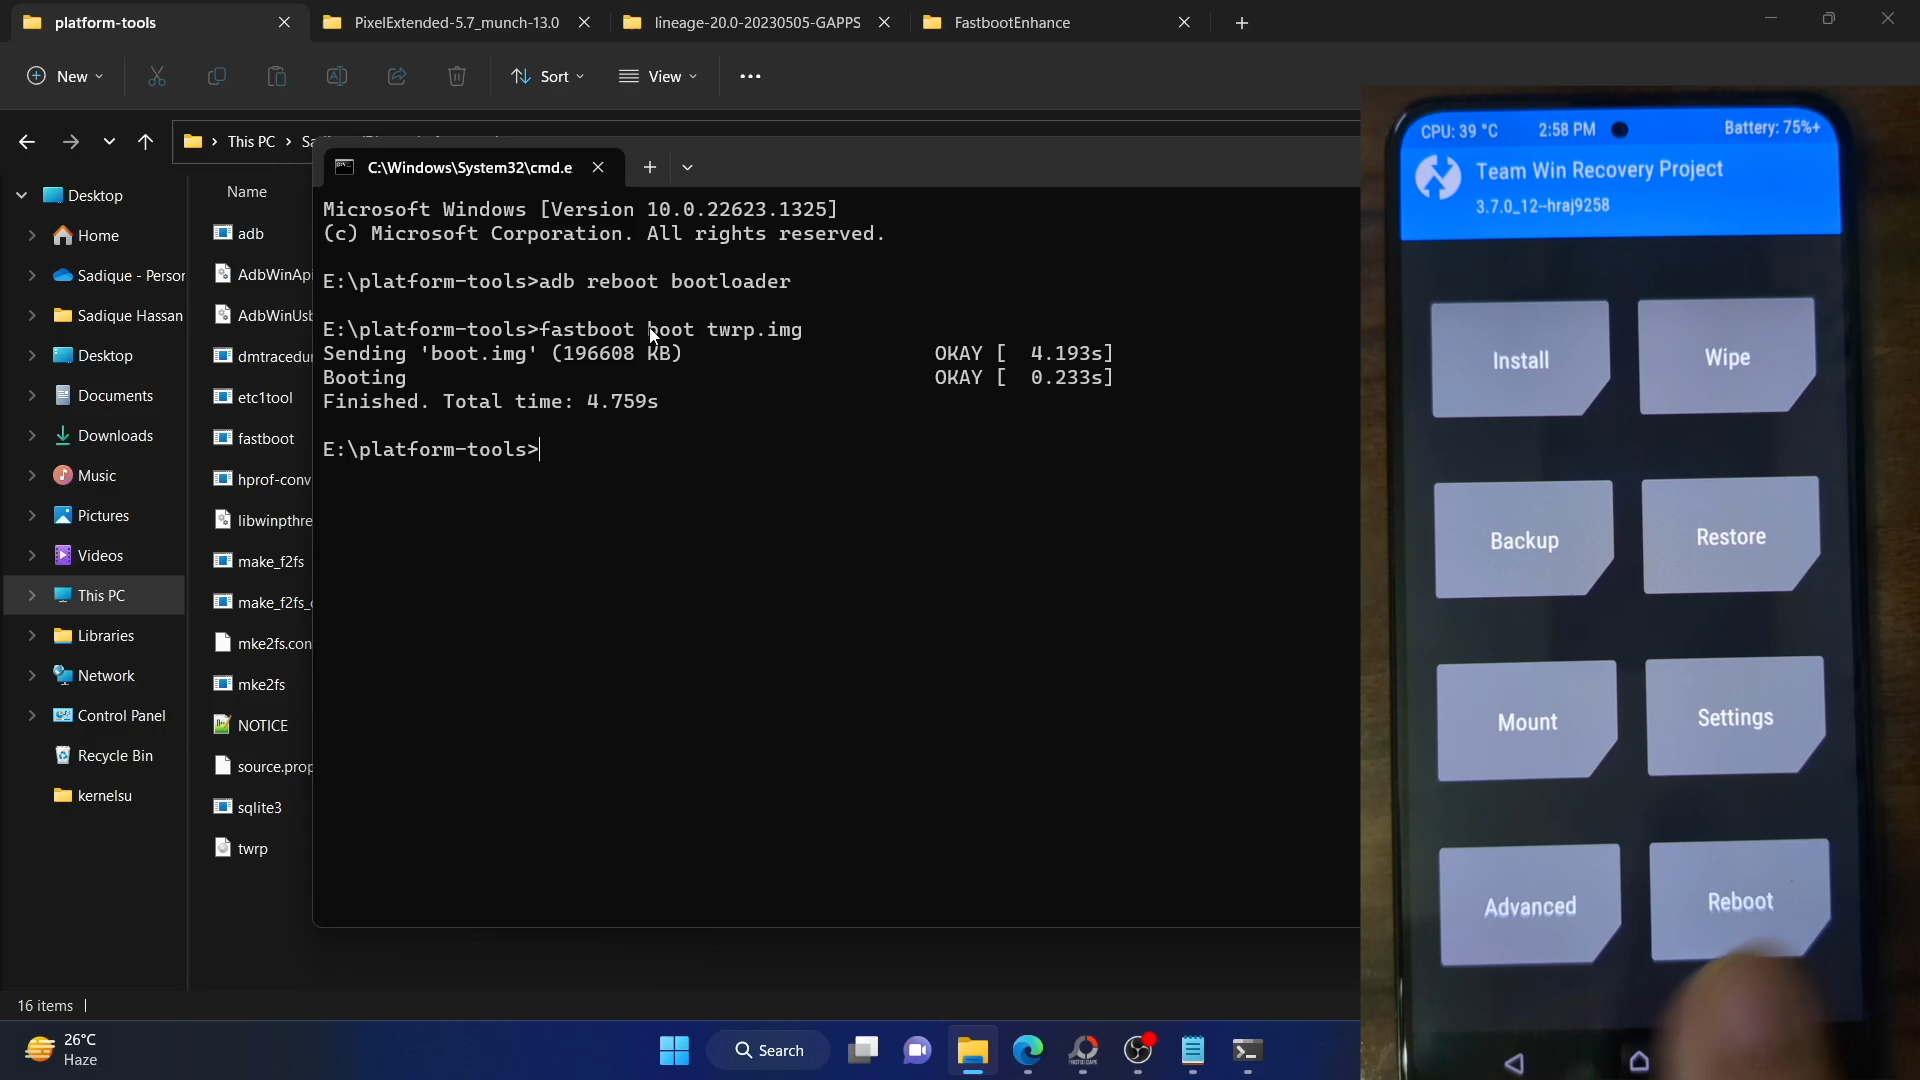 platform-tools
PixelExtended-5.7_munch-13.0
lineage-20.0-20230505-GAPPS
FastbootEnhance
New
Sort
View
This PC
C:\Windows\System32\cmd.e
Microsoft Windows [Version 10.0.22623.1325]
(c) Microsoft Corporation. All rights reserved.
E:\platform-tools>adb reboot bootloader
E:\platform-tools>fastboot boot twrp.img
Sending 'boot.img' (196608 KB) OKAY [ 4.193s]
Booting OKAY [ 0.233s]
Finished. Total time: 4.759s
E:\platform-tools>
Desktop
Home
Sadique - Persor
Sadique Hassan
Desktop
Documents
Downloads
Music
Pictures
Videos
This PC
Libraries
Network
Control Panel
Recycle Bin
kernelsu
Name
adb
AdbWinApi
AdbWinUsb
dmtracedur
etc1tool
fastboot
hprof-conv
libwinpthre
make_f2fs
make_f2fs_
mke2fs.con
mke2fs
NOTICE
source.prop
sqlite3
twrp
16 items
26°C
Haze
Search
CPU: 39 °C 2:58 PM Battery: 75%+
Team Win Recovery Project
3.7.0_12--hraj9258
Install
Wipe
Backup
Restore
Mount
Settings
Advanced
Reboot